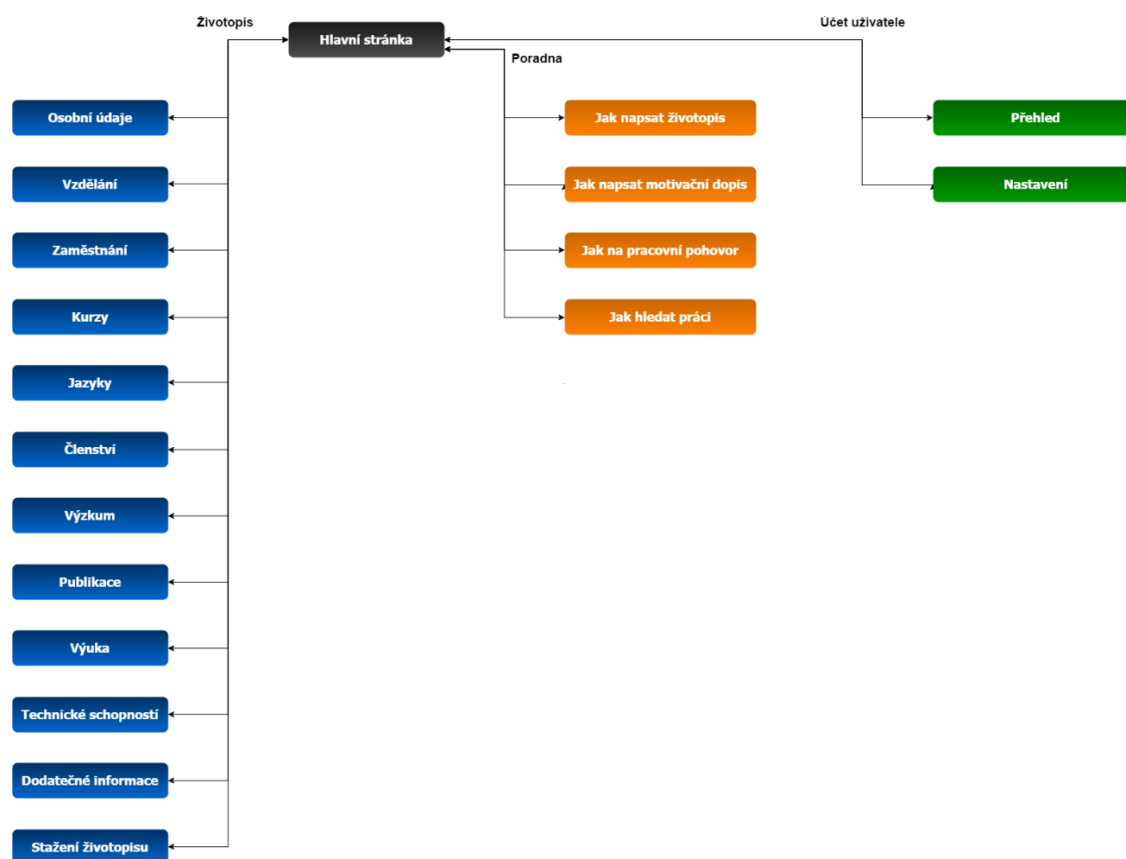 Životopis
Hlavní stránka
Účet uživatele
Poradna
Osobní údaje
Vzdělání
Zaměstnání
Kurzy
Jazyky
Členství
Výzkum
Publikace
Výuka
Technické schopností
Dodatečné informace
Stažení životopisu
Jak napsat životopis
Jak napsat motivační dopis
Jak na pracovní pohovor
Jak hledat práci
Přehled
Nastavení